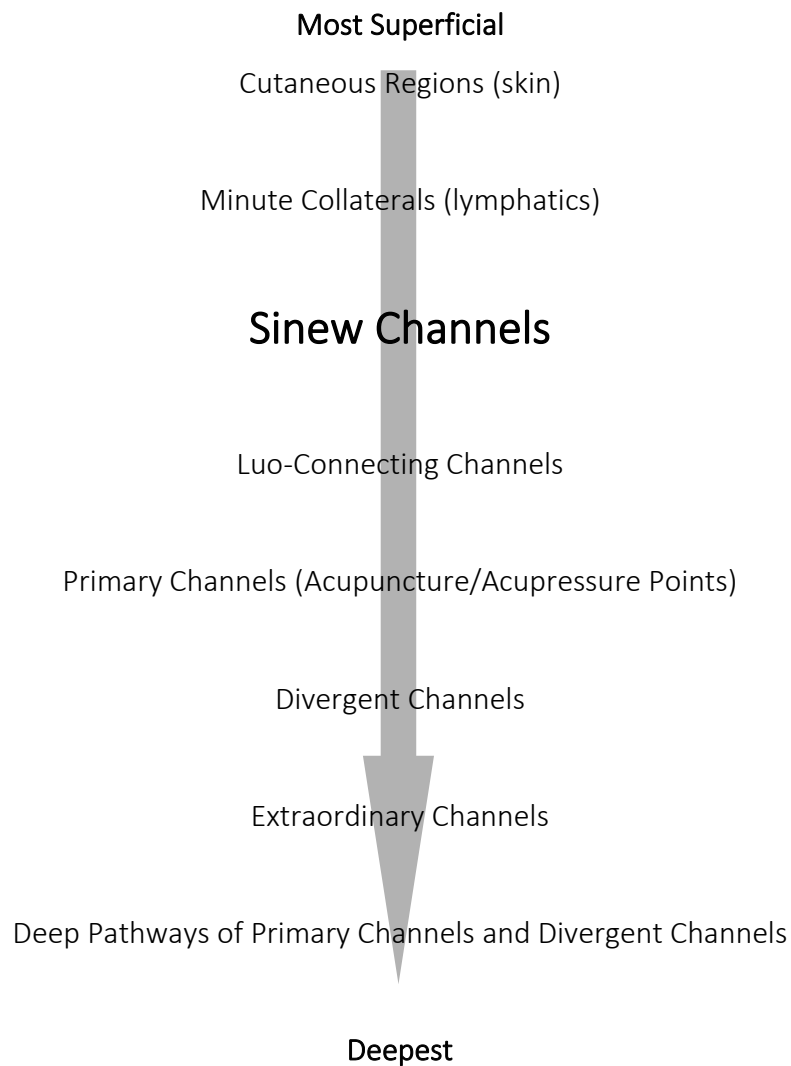 Most Superficial
Cutaneous Regions (skin)
Minute Collaterals (lymphatics)
Sinew Channels
Luo-Connecting Channels
Primary Channels (Acupuncture/Acupressure Points)
Divergent Channels
Extraordinary Channels
Deep Pathways of Primary Channels and Divergent Channels
Deepest